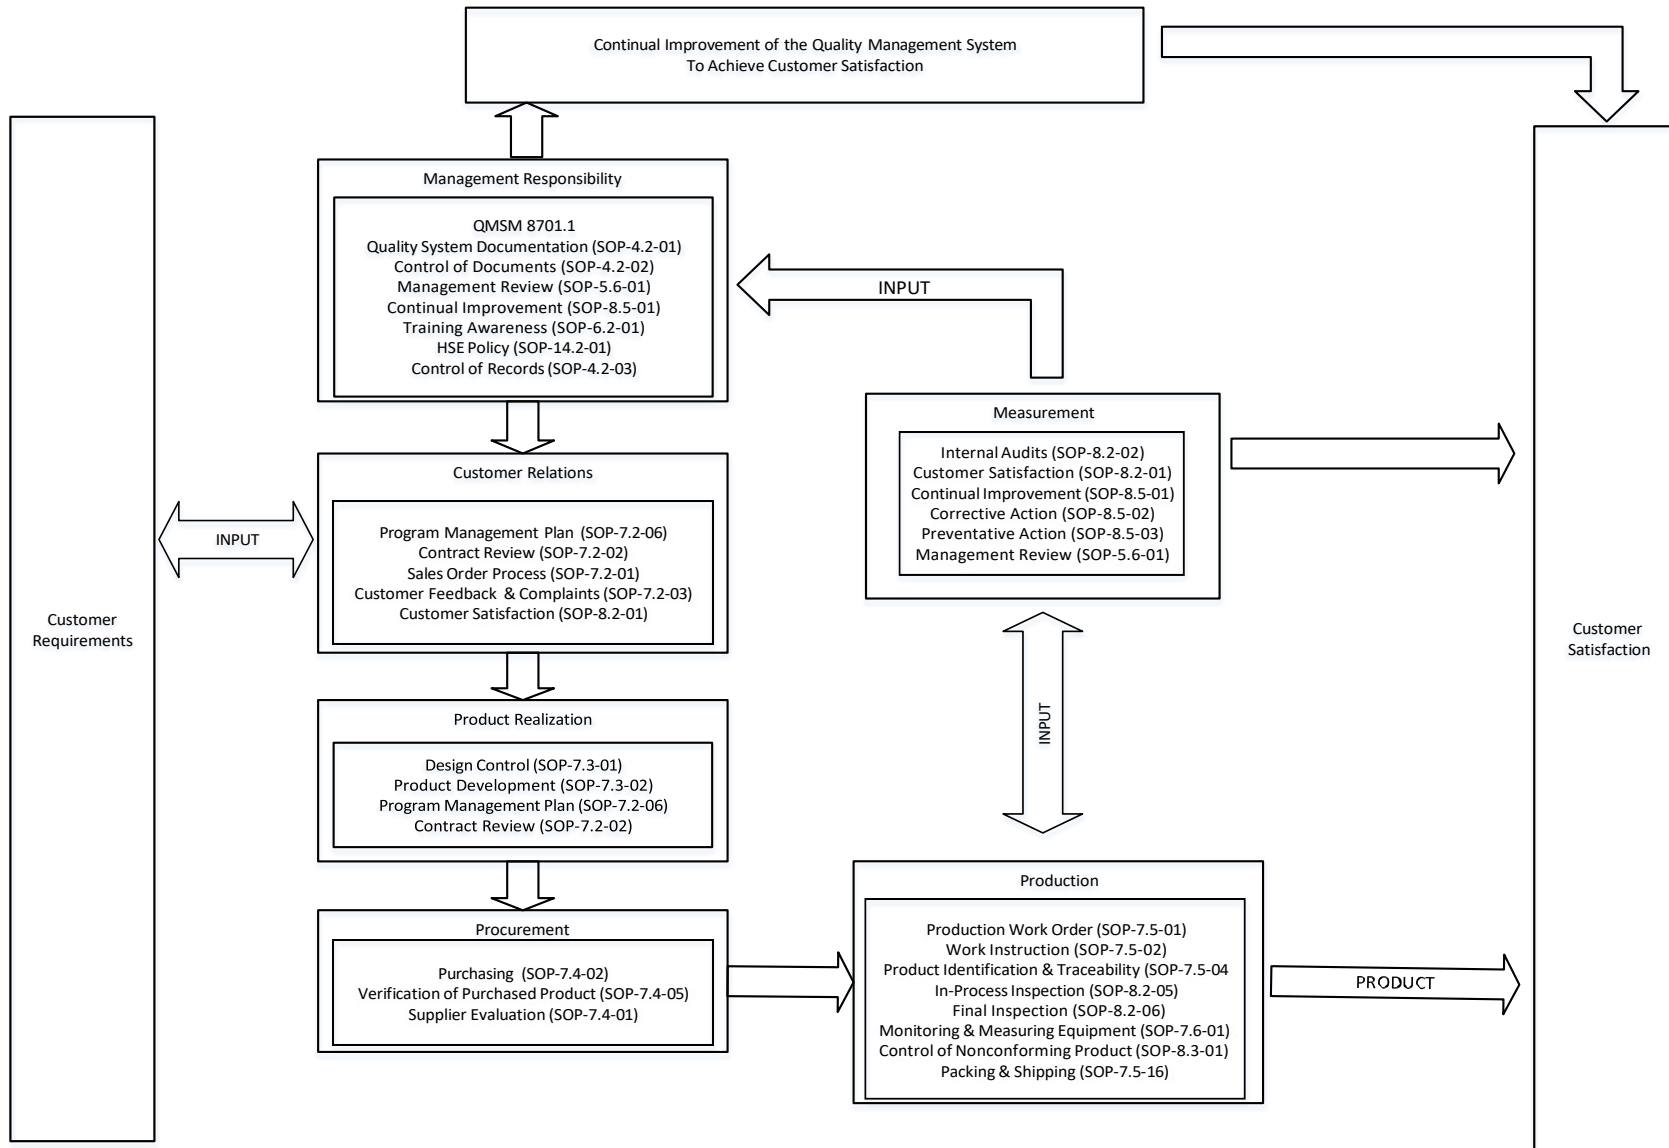 Continual Improvement of the Quality Management System
To Achieve Customer Satisfaction
Management Responsibility
QMSM 8701.1
Quality System Documentation (SOP-4.2-01)
Control of Documents (SOP-4.2-02)
Management Review (SOP-5.6-01)
Continual Improvement (SOP-8.5-01)
Training Awareness (SOP-6.2-01)
HSE Policy (SOP-14.2-01)
Control of Records (SOP-4.2-03)
INPUT
Measurement
Internal Audits (SOP-8.2-02)
Customer Satisfaction (SOP-8.2-01)
Continual Improvement (SOP-8.5-01)
Corrective Action (SOP-8.5-02)
Preventative Action (SOP-8.5-03)
Management Review (SOP-5.6-01)
Customer Relations
Program Management Plan (SOP-7.2-06)
Contract Review (SOP-7.2-02)
Sales Order Process (SOP-7.2-01)
Customer Feedback & Complaints (SOP-7.2-03)
Customer Satisfaction (SOP-8.2-01)
INPUT
Customer
Requirements
Customer
Satisfaction
INPUT
Product Realization
Design Control (SOP-7.3-01)
Product Development (SOP-7.3-02)
Program Management Plan (SOP-7.2-06)
Contract Review (SOP-7.2-02)
Procurement
Purchasing (SOP-7.4-02)
Verification of Purchased Product (SOP-7.4-05)
Supplier Evaluation (SOP-7.4-01)
Production
Production Work Order (SOP-7.5-01)
Work Instruction (SOP-7.5-02)
Product Identification & Traceability (SOP-7.5-04
In-Process Inspection (SOP-8.2-05)
Final Inspection (SOP-8.2-06)
Monitoring & Measuring Equipment (SOP-7.6-01)
Control of Nonconforming Product (SOP-8.3-01)
Packing & Shipping (SOP-7.5-16)
PRODUCT